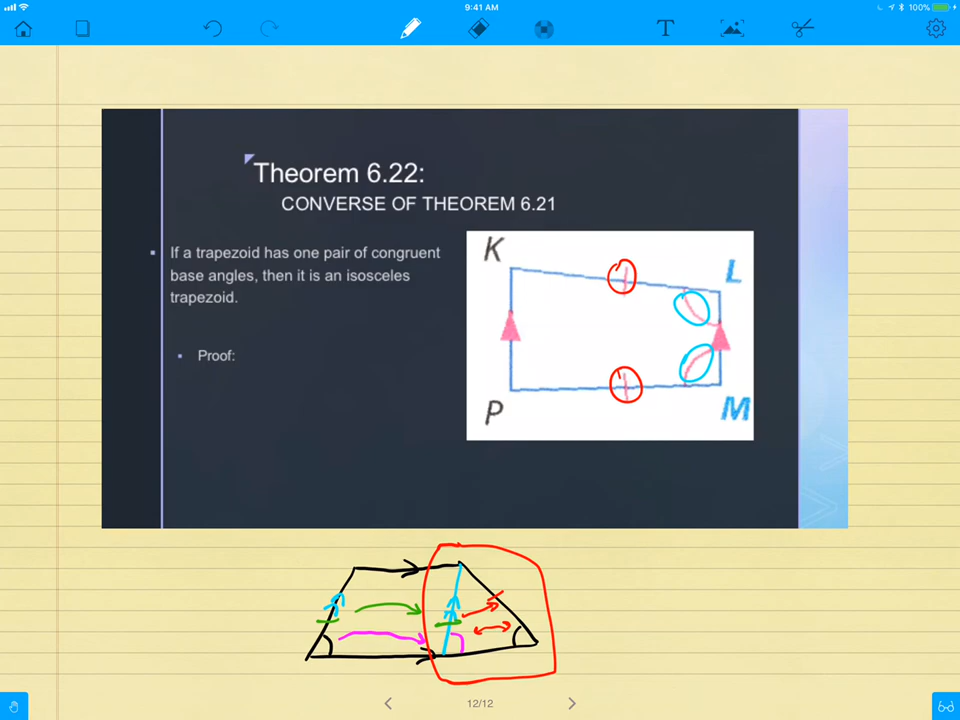 9:41 AM
100%
T
Theorem 6.22:
CONVERSE OF THEOREM 6.21
If a trapezoid has one pair of congruent
base angles, then it is an isosceles
trapezoid.
Proof:
K
L
P
M
12/12